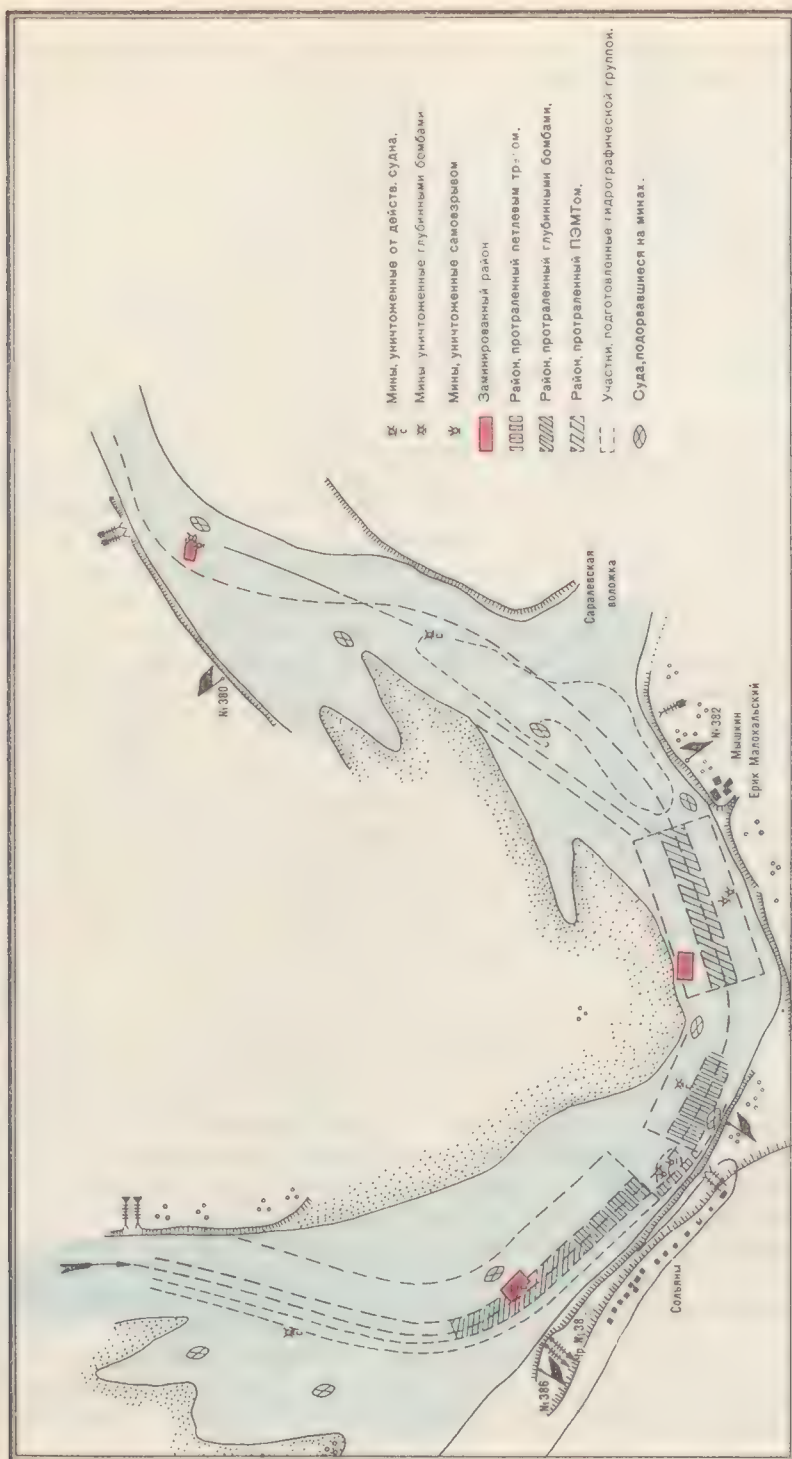 Мины, уничтоженные от действ. судна.
Мины уничтоженные глубинными бомбами
Мины, уничтоженные самовзрывом
Заминированный район
Район, протраленный петлевым
Район, протраленный глубинными бомбами.
Район, протраленный ПЭМТом.
Участки, подготовленные гидрографической группой.
Суда, подорвавшиеся на минах.
с
№380
с
Саралевская
воложка
№382
Мышкин
Ерик Малокальский
с
с
Сольяны
№386